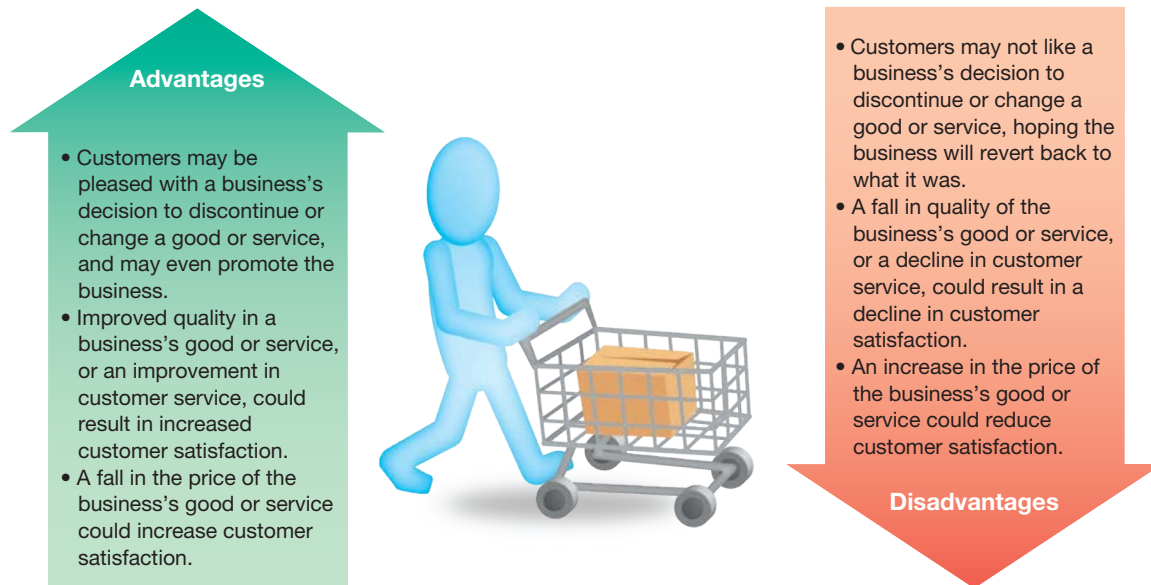 Advantages
• Customers may be
pleased with a business’s
decision to discontinue or
change a good or service,
and may even promote the
business.
• Improved quality in a
business’s good or service,
or an improvement in
customer service, could
result in increased
customer satisfaction.
• A fall in the price of the
business’s good or service
could increase customer
satisfaction.
• Customers may not like a
business’s decision to
discontinue or change a
good or service, hoping the
business will revert back to
what it was.
• A fall in quality of the
business’s good or service,
or a decline in customer
service, could result in a
decline in customer
satisfaction.
• An increase in the price of
the business’s good or
service could reduce
customer satisfaction.
Disadvantages